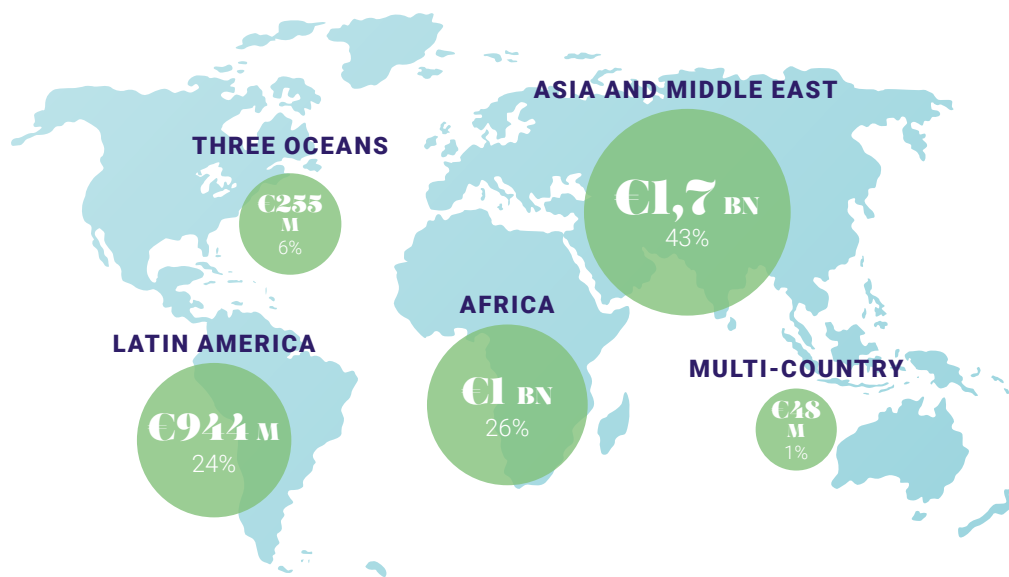 ASIA AND MIDDLE EAST
€1,7 BN
43%
THREE OCEANS
€255
M
6%
AFRICA
€1 BN
26%
LATIN AMERICA
€944 M
24%
MULTI-COUNTRY
€48
M
1%